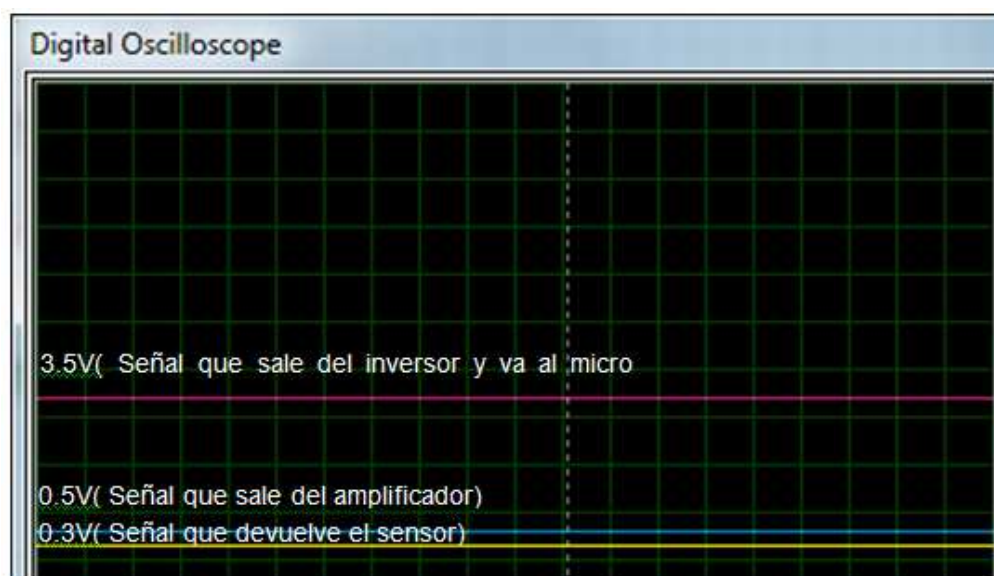 Digital Oscilloscope
3.5V( Señal que sale del inversor y va al micro
0.5V( Señal que sale del amplificador)
0.3V( Señal que devuelve el sensor)